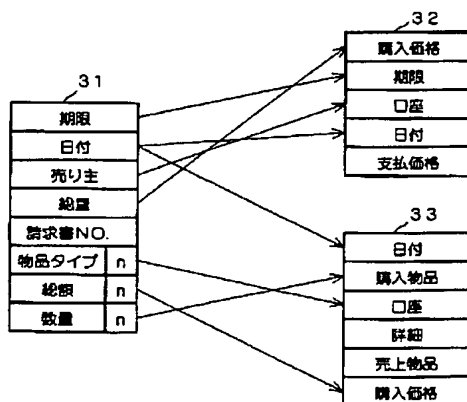 31
期限
日付
売り主
総量
請求書NO.
物品タイプ n
総額 n
数量 n
32
購入価格
期限
口座
日付
支払価格
33
日付
購入物品
口座
詳細
売上物品
購入価格